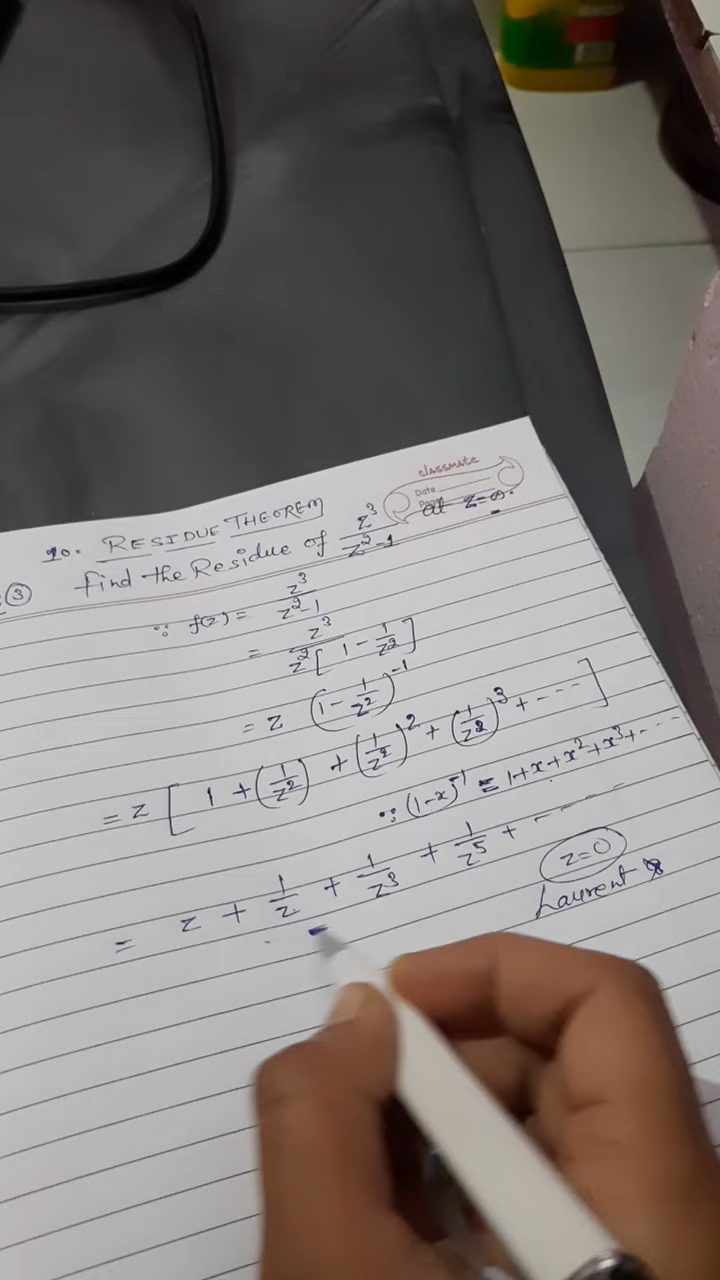 classmate
Date
Page
10. RESIDUE THEOREM
③ find the Residue of z³/(z²-1) at z=∞.
∵ f(z) = z³/(z²-1)
= z³/(z²[1 - 1/z²])
= z (1 - 1/z²)⁻¹
= z [1 + (1/z²) + (1/z²)² + (1/z²)³ + ----]
∵ (1-x)⁻¹ = 1+x+x²+x³+---
= z + 1/z + 1/z³ + 1/z⁵ + -----
z=0
Laurent